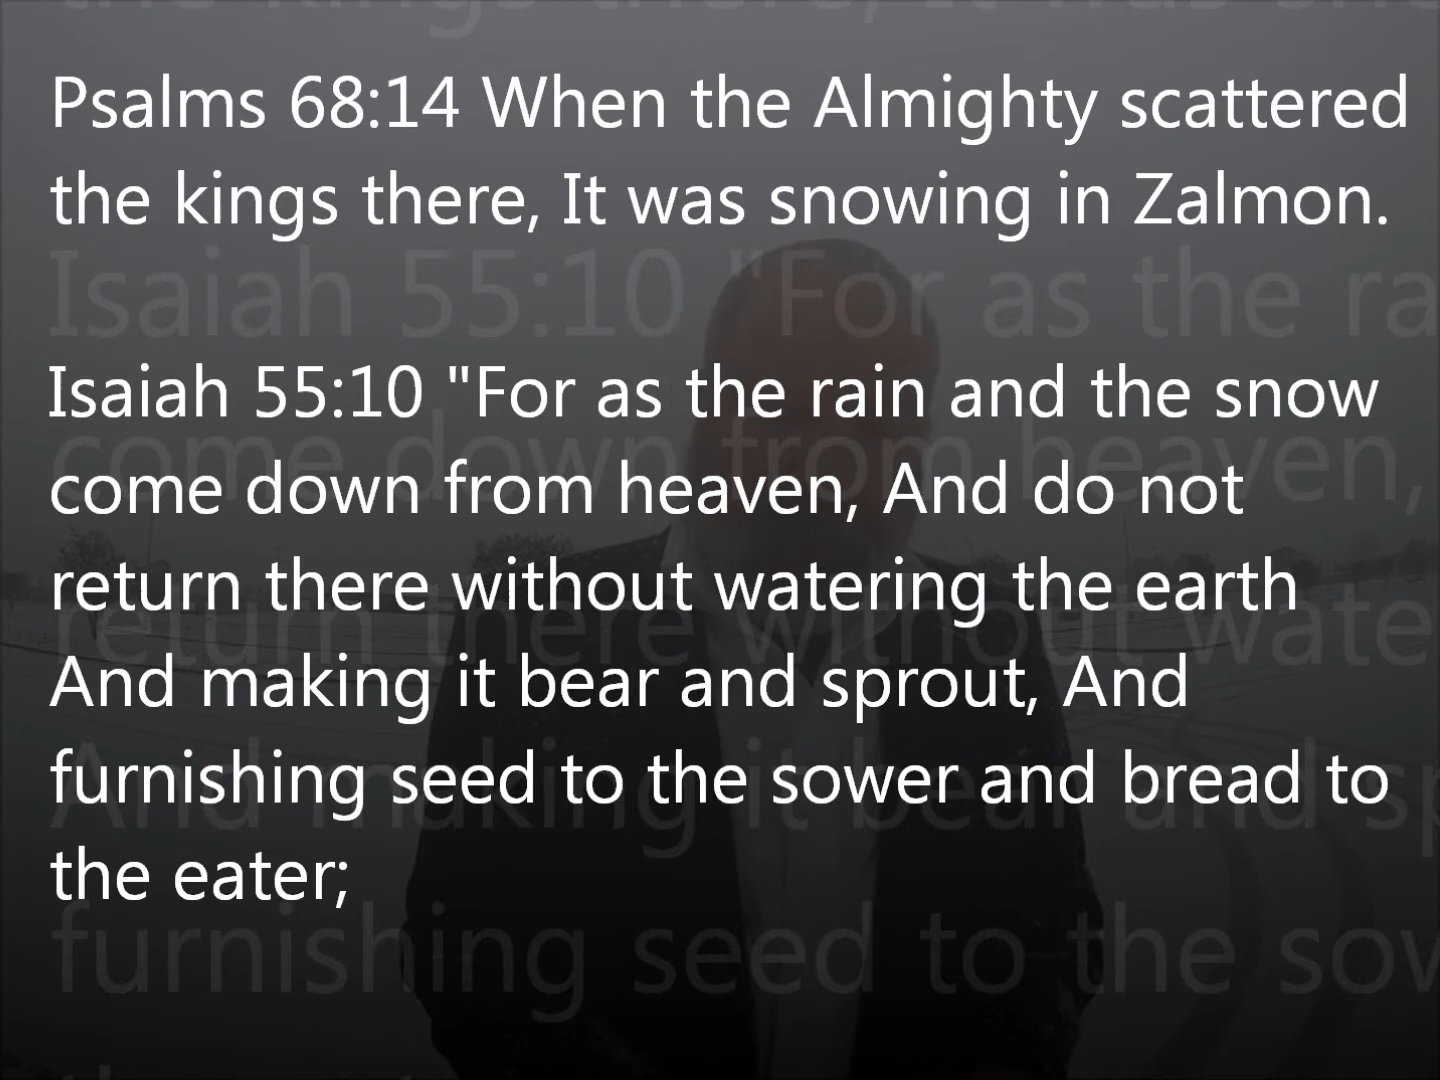 Psalms 68:14 When the Almighty scattered
the kings there, It was snowing in Zalmon.
Isaiah 55:10 "For as the rain and the snow
come down from heaven, And do not
return there without watering the earth
And making it bear and sprout, And
furnishing seed to the sower and bread to
the eater;